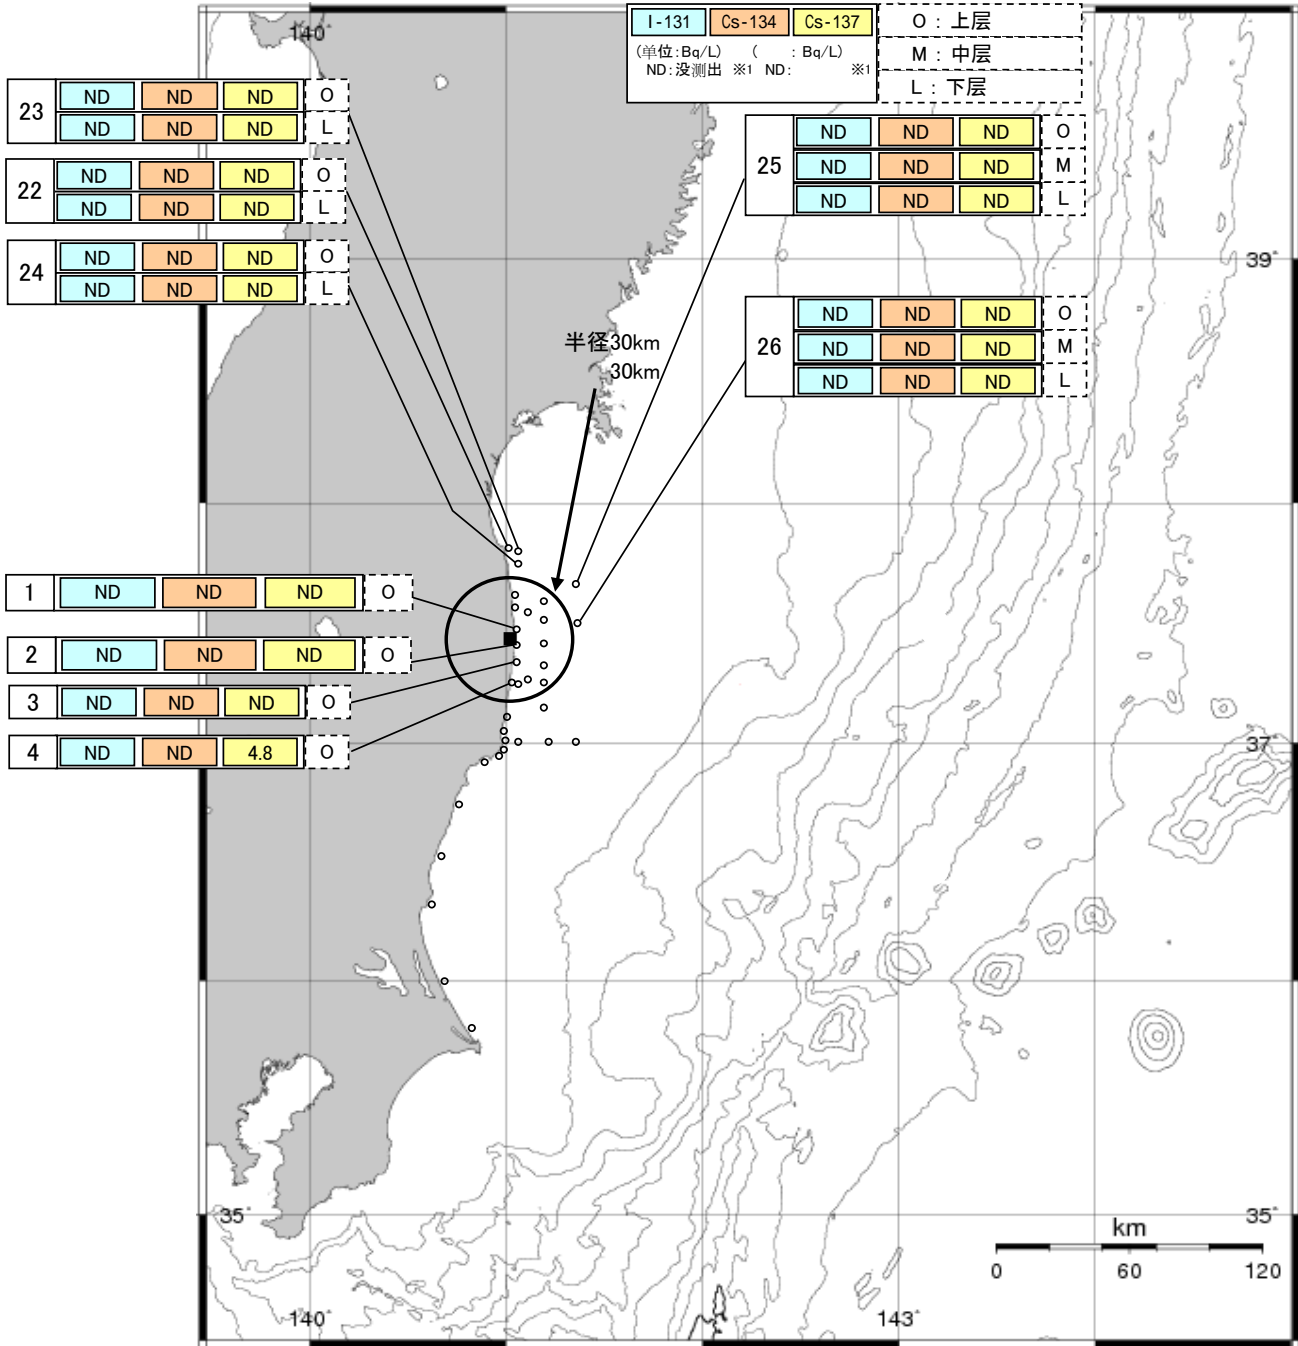 I-131 Cs-134 Cs-137
(単位:Bq/L) ( : Bq/L)
ND:没測出 ※1 ND: ※1
O : 上层
M : 中层
L : 下层
140°
23 ND ND ND O
ND ND ND L
22 ND ND ND O
ND ND ND L
24 ND ND ND O
ND ND ND L
25 ND ND ND O
ND ND ND M
ND ND ND L
39°
26 ND ND ND O
ND ND ND M
ND ND ND L
半径30km
30km
1 ND ND ND O
2 ND ND ND O
3 ND ND ND O
4 ND ND 4.8 O
37°
35°
35°
km
0 60 120
140°
143°